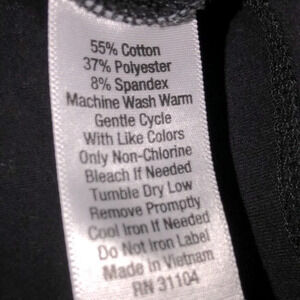 55% Cotton
37% Polyester
8% Spandex
Machine Wash Warm
Gentle Cycle
With Like Colors
Only Non-Chlorine
Bleach If Needed
Tumble Dry Low
Remove Promptly
Cool Iron If Needed
Do Not Iron Label
Made in Vietnam
RN 31104